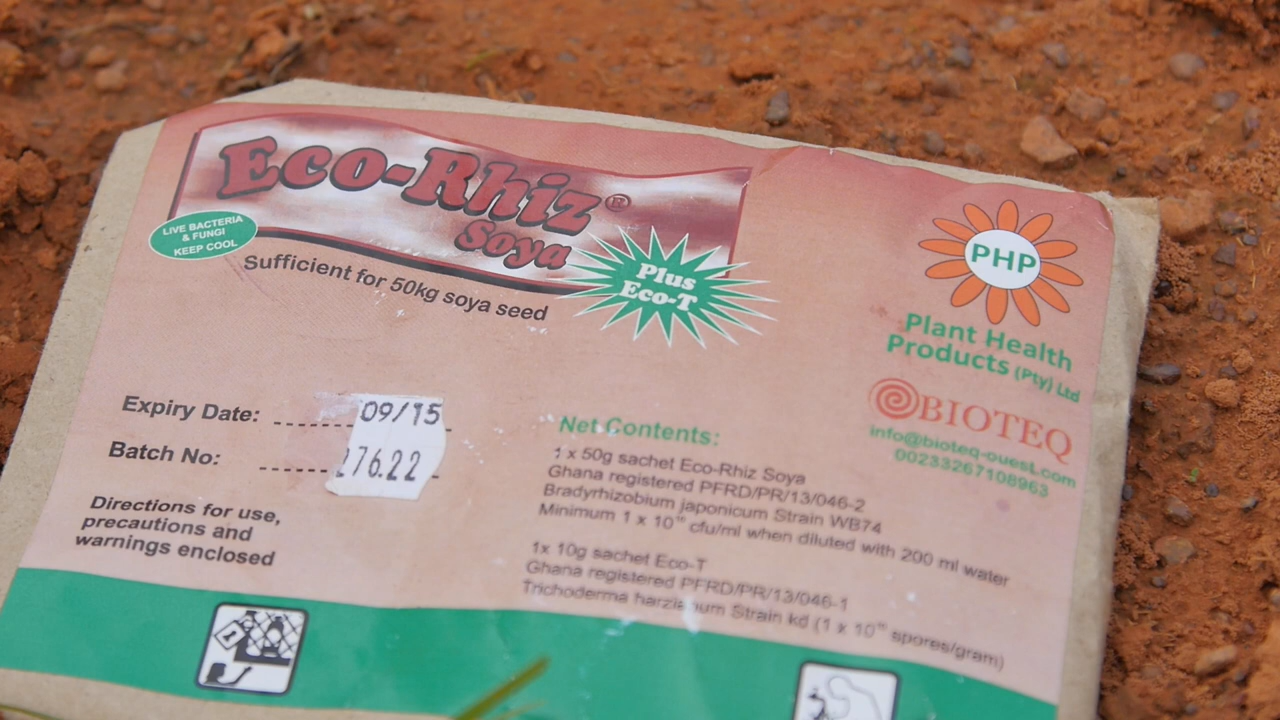 Eco-Rhiz®
Soya
LIVE BACTERIA
& FUNGI
KEEP COOL
Sufficient for 50kg soya seed
Plus
Eco-T
PHP
Plant Health
Products (Pty) Ltd
BIOTEQ
info@bioteq-ouest.com
00233267108963
Expiry Date: 09/15
Batch No: 276.22
Directions for use,
precautions and
warnings enclosed
Net Contents:
1 x 50g sachet Eco-Rhiz Soya
Ghana registered PFRD/PR/13/046-2
Bradyrhizobium japonicum Strain WB74
Minimum 1 x 10 cfu/ml when diluted with 200 ml water
1x 10g sachet Eco-T
Ghana registered PFRD/PR/13/046-1
Trichoderma harzianum Strain kd (1 x 10 spores/gram)